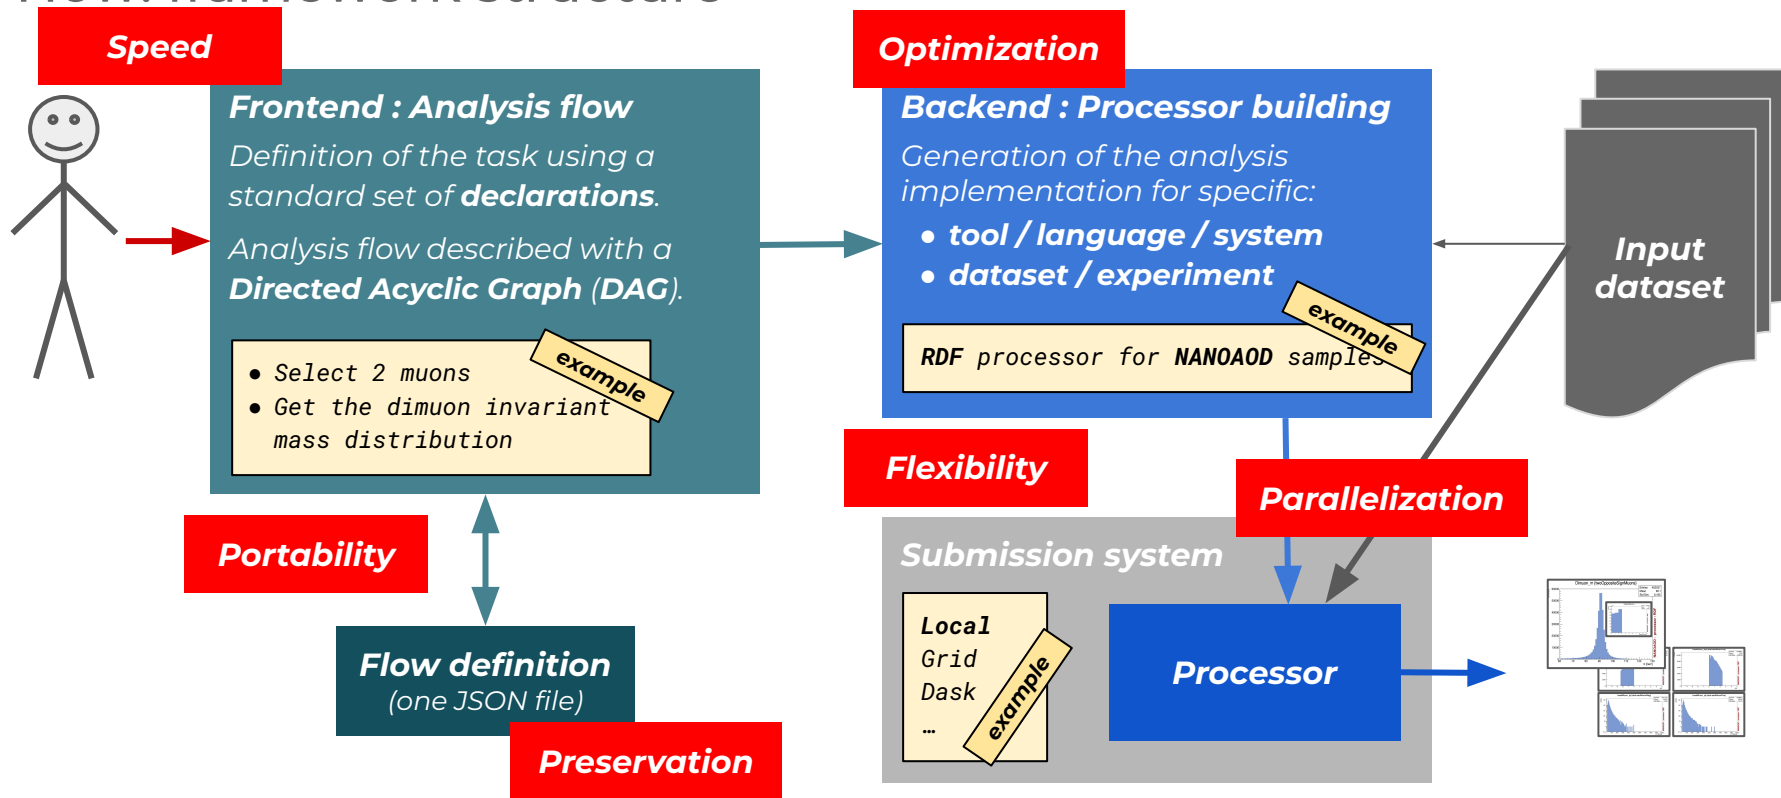 How: framework structure
Speed
Optimization
Frontend : Analysis flow
Definition of the task using a
standard set of declarations.
Analysis flow described with a
Directed Acyclic Graph (DAG).
example
● Select 2 muons
● Get the dimuon invariant
mass distribution
Backend : Processor building
Generation of the analysis
implementation for specific:
● tool / language / system
● dataset / experiment
example
RDF processor for NANOAOD samples
Input
dataset
Flexibility
Parallelization
Portability
Submission system
Local
Grid
Dask
…
example
Processor
Flow definition
(one JSON file)
Preservation